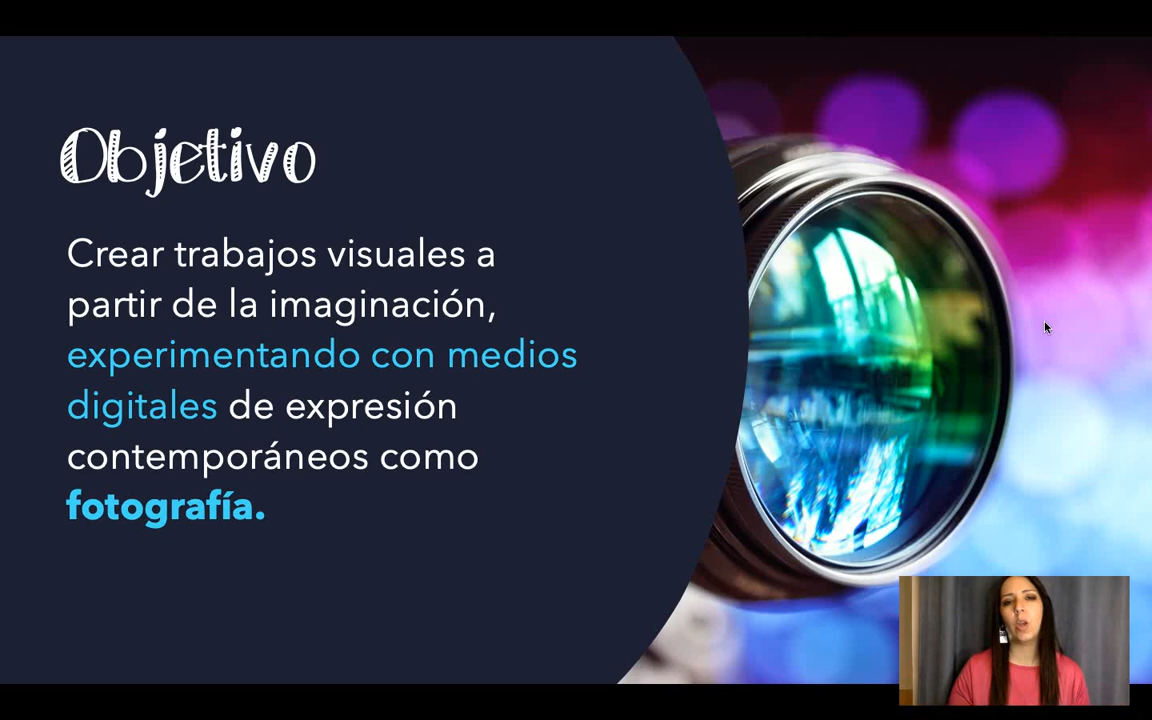 Objetivo
Crear trabajos visuales a
partir de la imaginación,
experimentando con medios
digitales de expresión
contemporáneos como
fotografía.